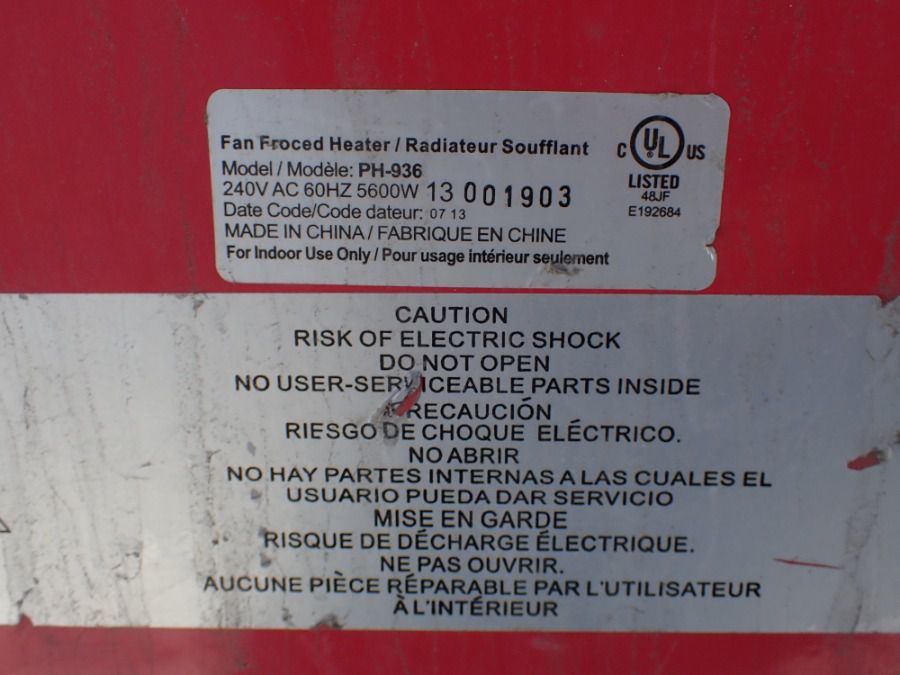 Fan Froced Heater / Radiateur Soufflant
Model / Modèle: PH-936
240V AC 60HZ 5600W 13 001903
Date Code/Code dateur: 07 13
MADE IN CHINA / FABRIQUE EN CHINE
For Indoor Use Only / Pour usage intérieur seulement
C UL US
LISTED
48JF
E192684
CAUTION
RISK OF ELECTRIC SHOCK
DO NOT OPEN
NO USER-SERVICEABLE PARTS INSIDE
PRECAUCIÓN
RIESGO DE CHOQUE ELÉCTRICO.
NO ABRIR
NO HAY PARTES INTERNAS A LAS CUALES EL
USUARIO PUEDA DAR SERVICIO
MISE EN GARDE
RISQUE DE DÉCHARGE ÉLECTRIQUE.
NE PAS OUVRIR.
AUCUNE PIÈCE RÉPARABLE PAR L'UTILISATEUR
À L'INTÉRIEUR